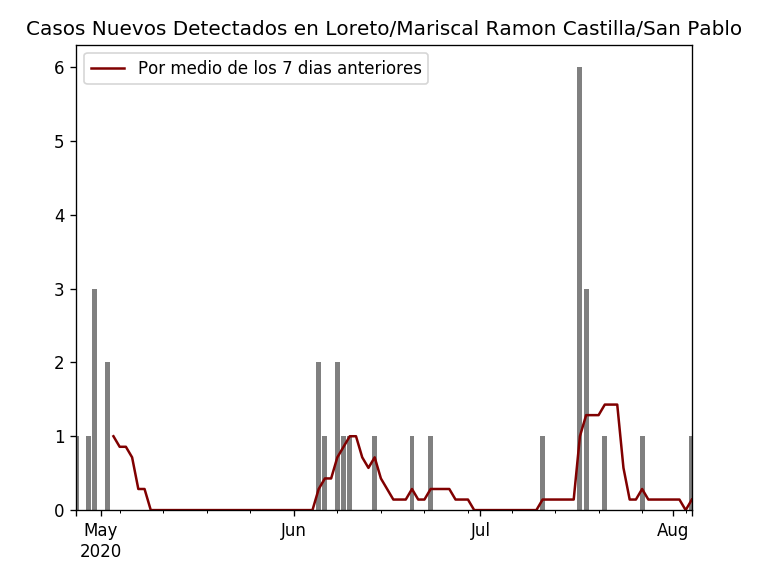 Casos Nuevos Detectados en Loreto/Mariscal Ramon Castilla/San Pablo
Por medio de los 7 dias anteriores
6
5
4
3
2
1
0
May Jun Jul Aug
2020